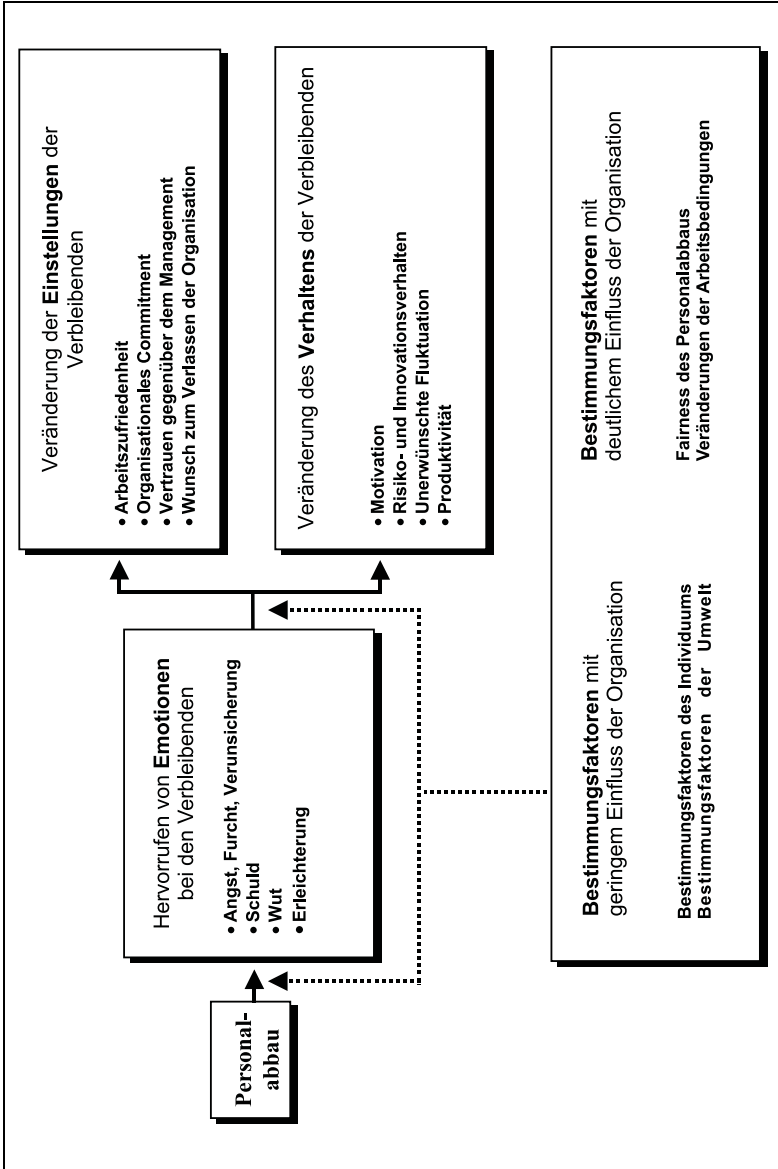 Personal-
abbau
Hervorrufen von Emotionen
bei den Verbleibenden
• Angst, Furcht, Verunsicherung
• Schuld
• Wut
• Erleichterung
Veränderung der Einstellungen der
Verbleibenden
• Arbeitszufriedenheit
• Organisationales Commitment
• Vertrauen gegenüber dem Management
• Wunsch zum Verlassen der Organisation
Veränderung des Verhaltens der Verbleibenden
• Motivation
• Risiko- und Innovationsverhalten
• Unerwünschte Fluktuation
• Produktivität
Bestimmungsfaktoren mit
geringem Einfluss der Organisation
Bestimmungsfaktoren des Individuums
Bestimmungsfaktoren der Umwelt
Bestimmungsfaktoren mit
deutlichem Einfluss der Organisation
Fairness des Personalabbaus
Veränderungen der Arbeitsbedingungen